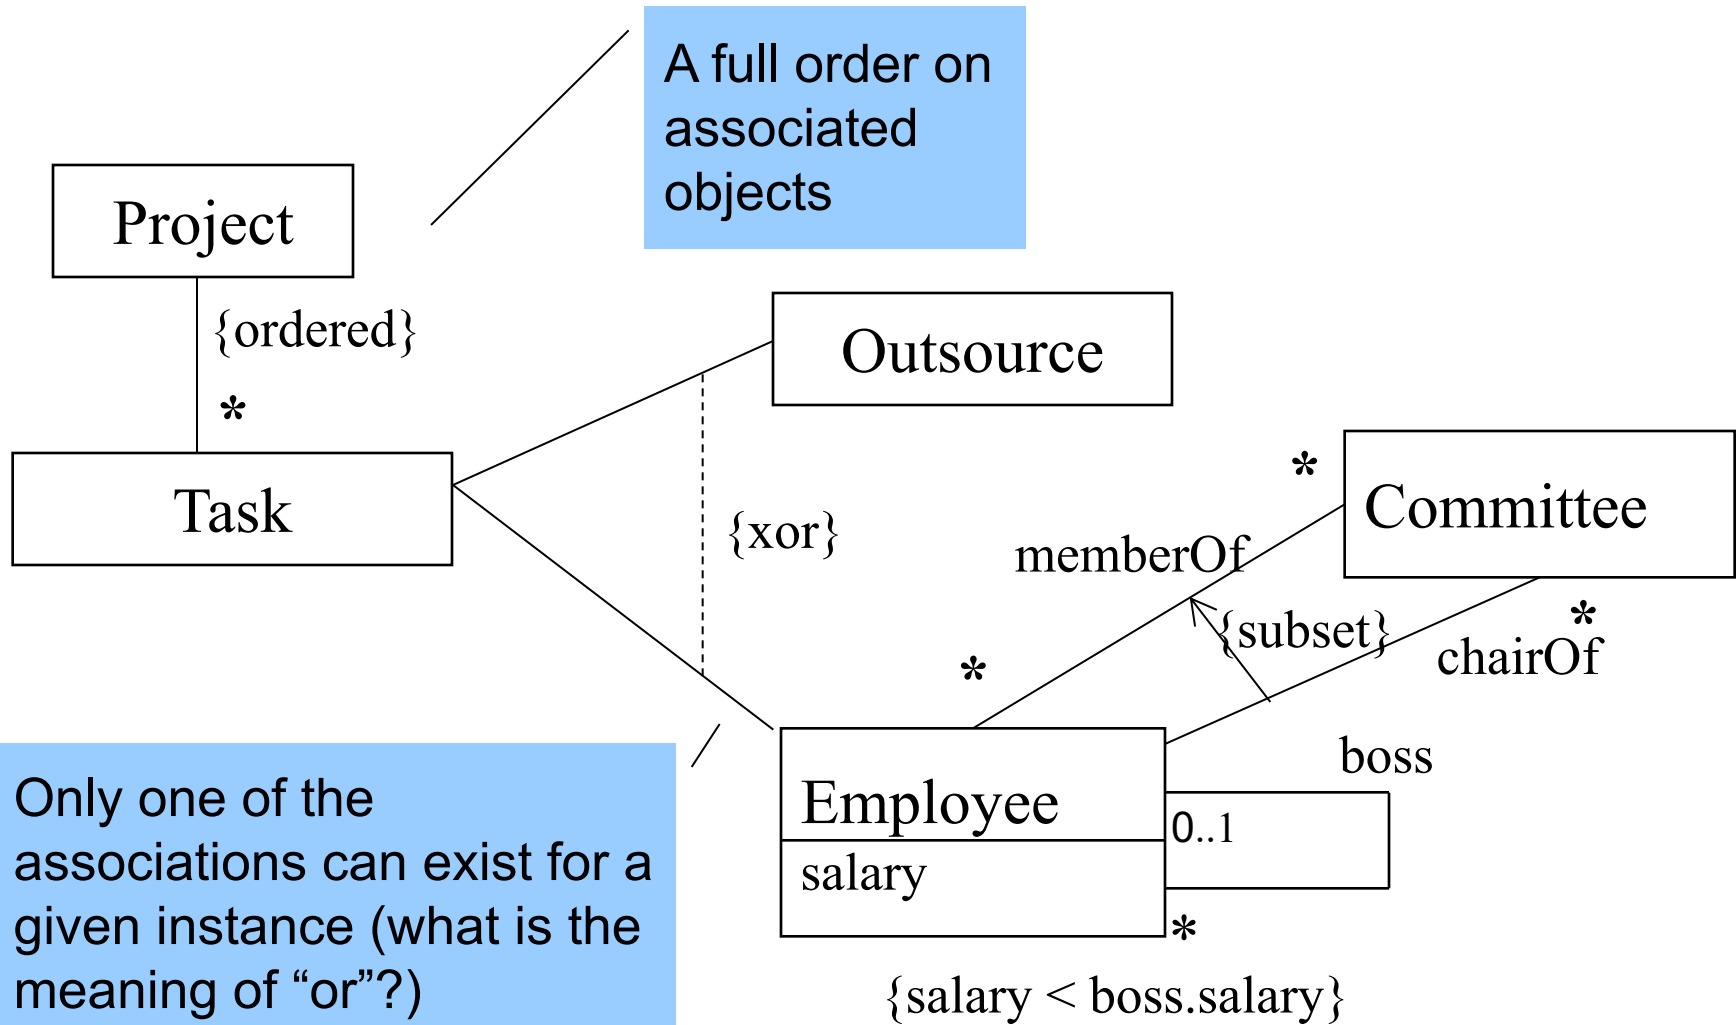 A full order on
associated
objects
Project
{ordered}
*
Task
Outsource
{xor}
*
Committee
memberOf
{subset}
*
chairOf
*
boss
Employee
0..1
salary
*
{salary < boss.salary}
Only one of the
associations can exist for a
given instance (what is the
meaning of “or”?)